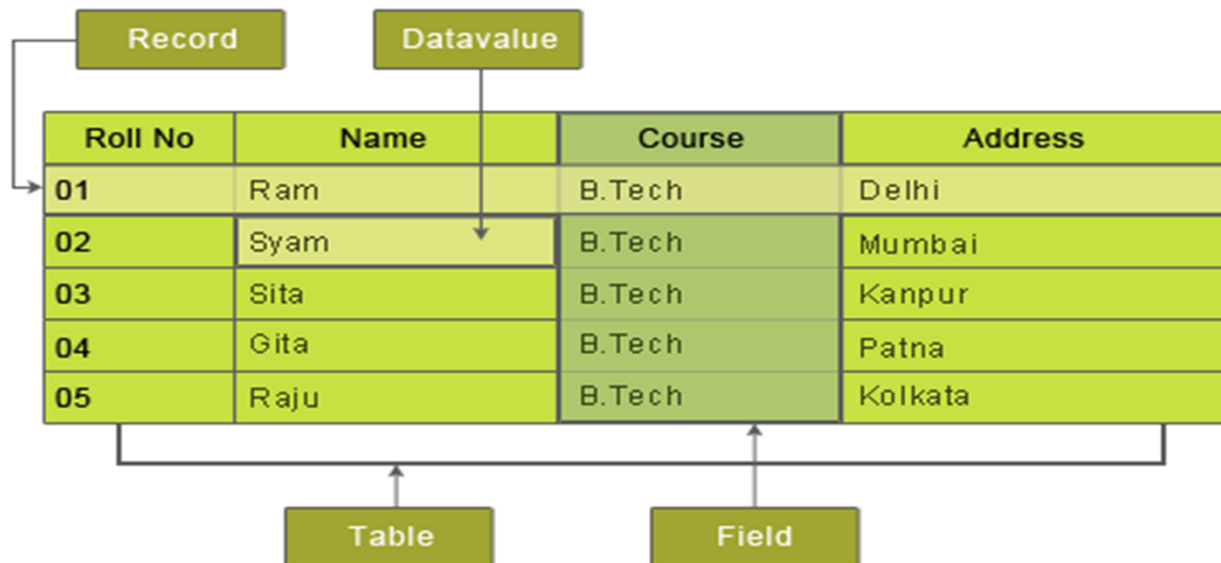 Record Datavalue
Roll No Name Course Address
01 Ram B.Tech Delhi
02 Syam B.Tech Mumbai
03 Sita B.Tech Kanpur
04 Gita B.Tech Patna
05 Raju B.Tech Kolkata
Table Field